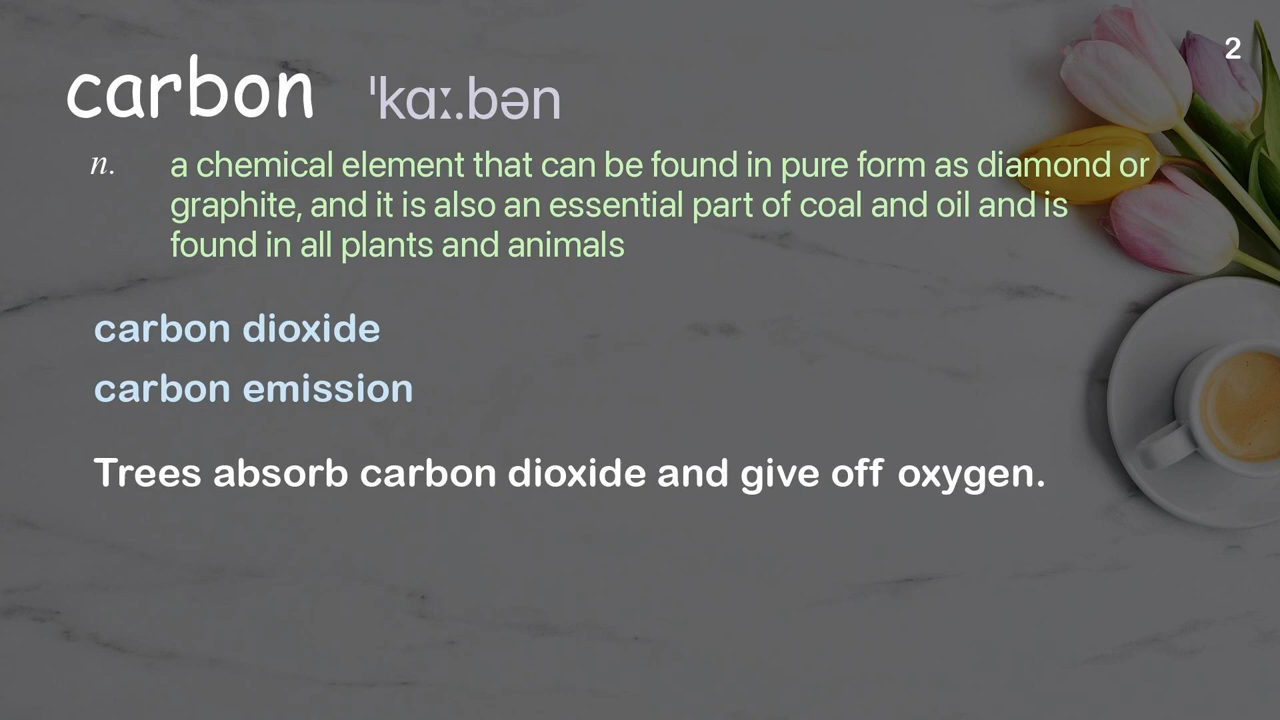 2
carbon ˈkɑː.bən
n. a chemical element that can be found in pure form as diamond or
graphite, and it is also an essential part of coal and oil and is
found in all plants and animals
carbon dioxide
carbon emission
Trees absorb carbon dioxide and give off oxygen.